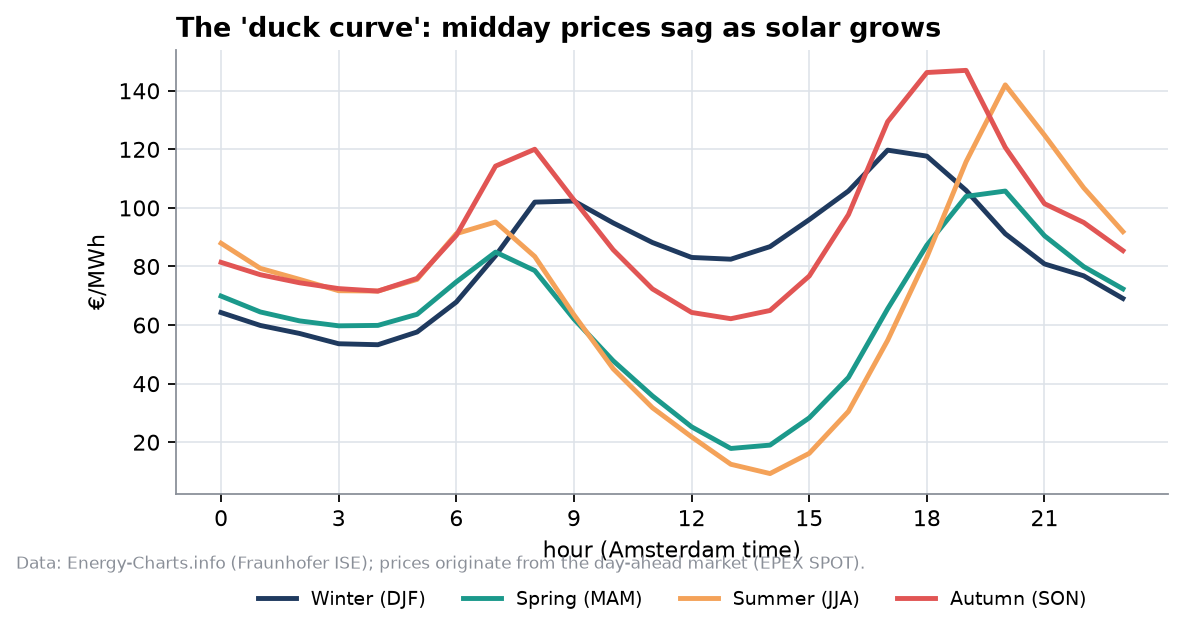 The 'duck curve': midday prices sag as solar grows
140
120
100
80
60
40
20
€/MWh
0 3 6 9 12 15 18 21
hour (Amsterdam time)
Data: Energy-Charts.info (Fraunhofer ISE); prices originate from the day-ahead market (EPEX SPOT).
Winter (DJF) Spring (MAM) Summer (JJA) Autumn (SON)